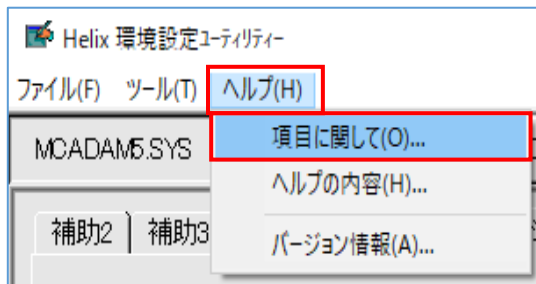 Helix 環境設定ﾕｰﾃｨﾘﾃｨｰ
ファイル(F) ツール(T) ヘルプ(H)
MCADAM5.SYS
項目に関して(O)...
ヘルプの内容(H)...
補助2 補助3
バージョン情報(A)...